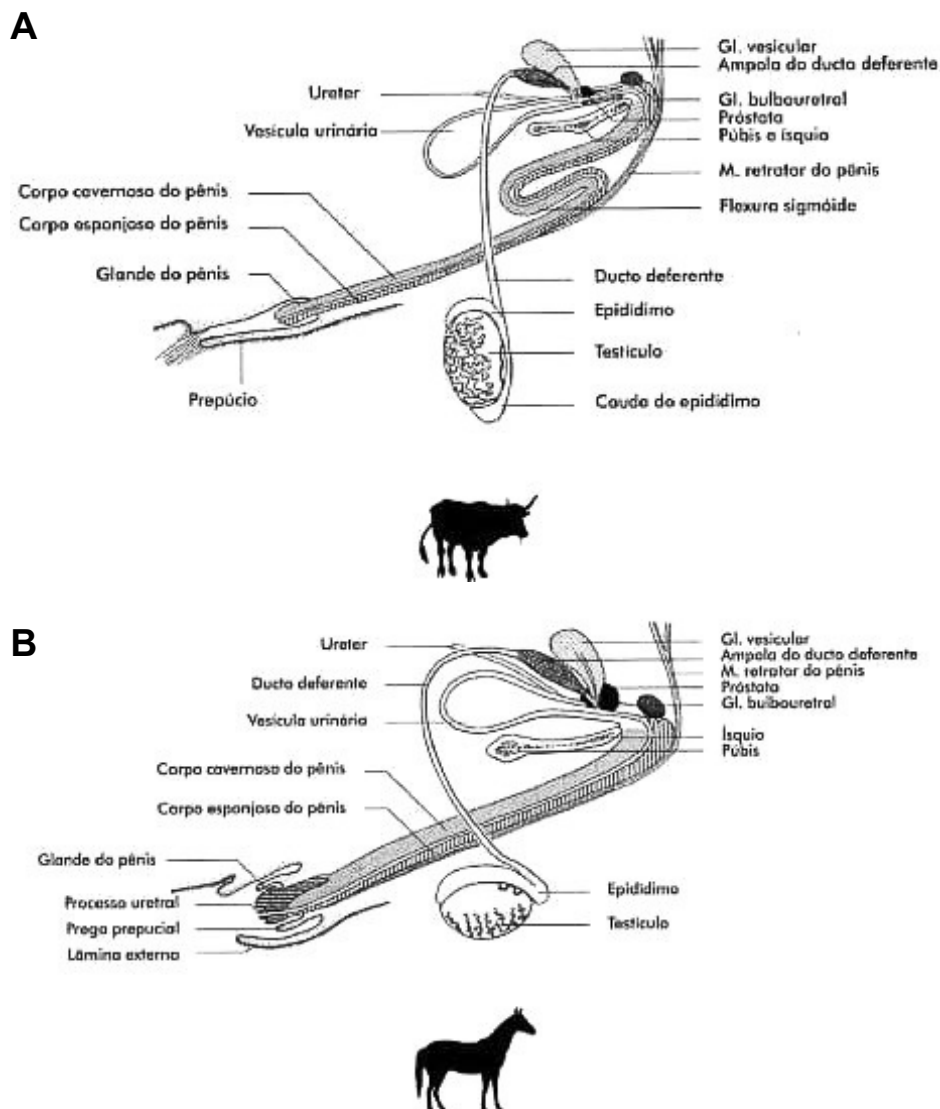 A
Gl. vesicular
Ampola do ducto deferente
Ureter
Gl. bulbouretral
Vesícula urinária
Próstata
Púbis e ísquio
M. retrator do pênis
Corpo cavernoso do pênis
Flexura sigmóide
Corpo esponjoso do pênis
Glande do pênis
Ducto deferente
Epidídimo
Testículo
Prepúcio
Cauda do epidídimo
B
Ureter
Gl. vesicular
Ampola do ducto deferente
M. retrator do pênis
Ducto deferente
Próstata
Gl. bulbouretral
Vesícula urinária
Ísquio
Púbis
Corpo cavernoso do pênis
Corpo esponjoso do pênis
Glande do pênis
Epidídimo
Processo uretral
Testículo
Prega prepucial
Lâmina externa